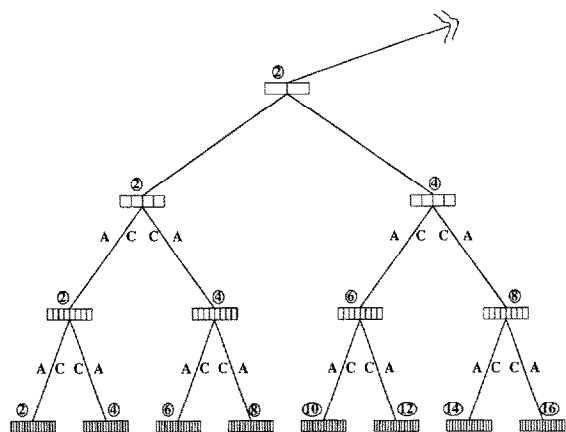 ②
② ④
A C C A A C C A
② ④ ⑥ ⑧
A C C A A C C A A C C A A C C A
② ④ ⑥ ⑧ ⑩ ⑫ ⑭ ⑯